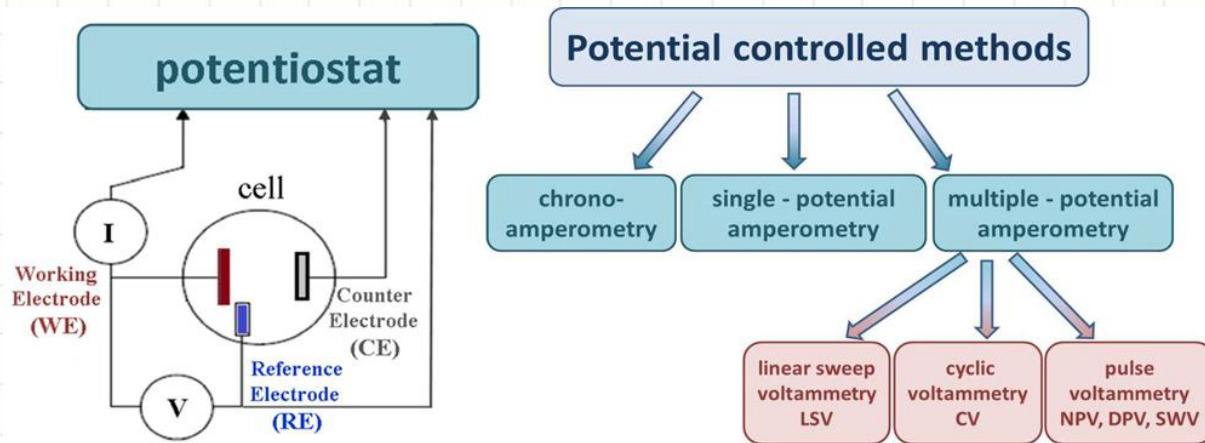 potentiostat
cell
I
Working
Electrode
(WE)
Counter
Electrode
(CE)
Reference
Electrode
(RE)
V
Potential controlled methods
chrono-
amperometry
single - potential
amperometry
multiple - potential
amperometry
linear sweep
voltammetry
LSV
cyclic
voltammetry
CV
pulse
voltammetry
NPV, DPV, SWV